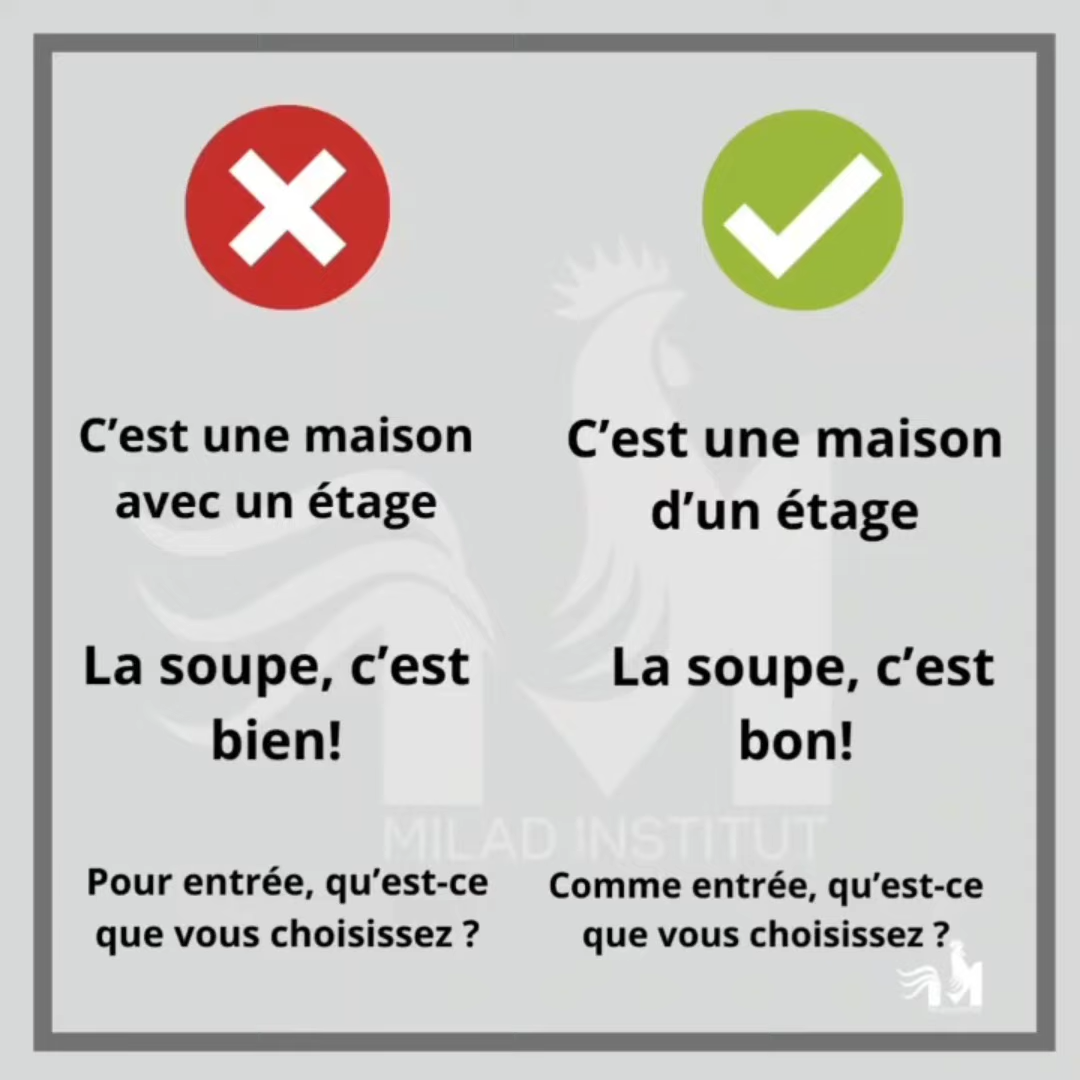 C’est une maison
avec un étage
C’est une maison
d’un étage
La soupe, c’est
bien!
La soupe, c’est
bon!
Pour entrée, qu’est-ce
que vous choisissez ?
Comme entrée, qu’est-ce
que vous choisissez ?
MILAD INSTITUT